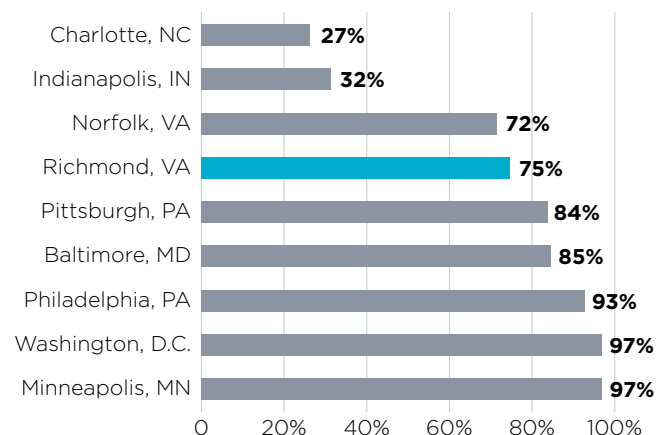 Charlotte, NC 27%
Indianapolis, IN 32%
Norfolk, VA 72%
Richmond, VA 75%
Pittsburgh, PA 84%
Baltimore, MD 85%
Philadelphia, PA 93%
Washington, D.C. 97%
Minneapolis, MN 97%
0 20% 40% 60% 80% 100%